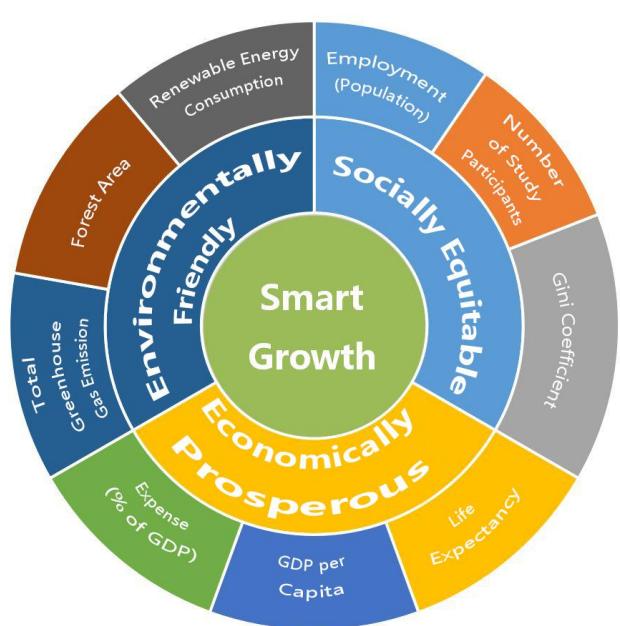 Smart
Growth
Socially Equitable
Economically
Prosperous
Environmentally
Friendly
Employment
(Population)
Number
of Study
Participants
Gini Coefficient
Life
Expectancy
GDP per
Capita
Expense
(% of GDP)
Total
Greenhouse
Gas Emission
Forest Area
Renewable Energy
Consumption